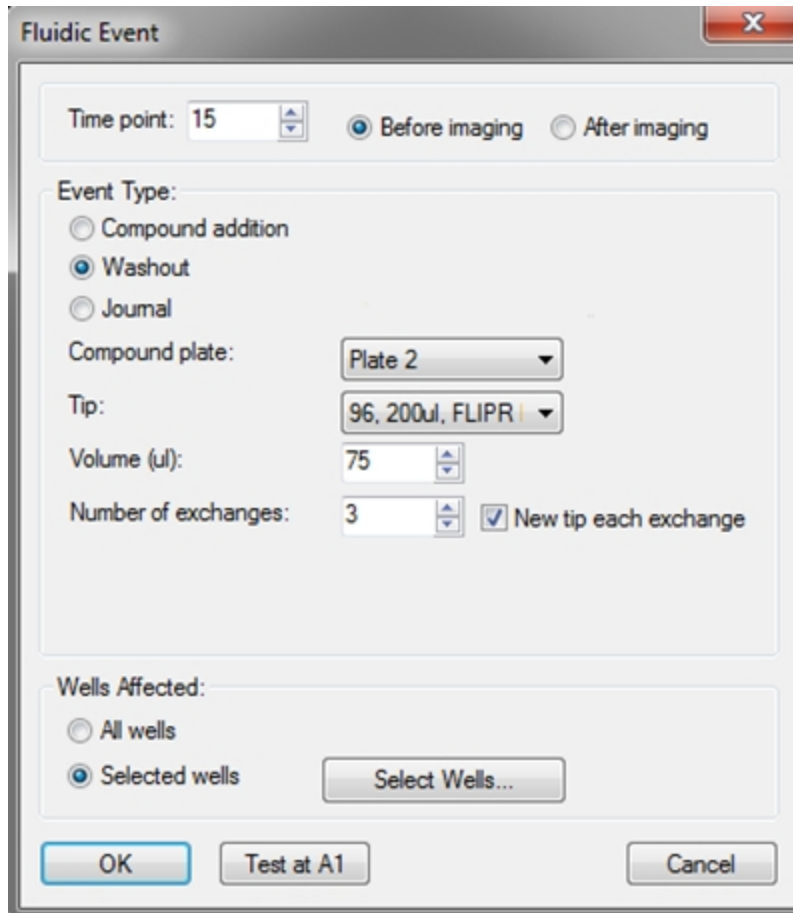 Fluidic Event
Time point: 15 Before imaging After imaging
Event Type:
Compound addition
Washout
Journal
Compound plate: Plate 2
Tip: 96, 200ul, FLIPR
Volume (ul): 75
Number of exchanges: 3 New tip each exchange
Wells Affected:
All wells
Selected wells Select Wells...
OK Test at A1 Cancel